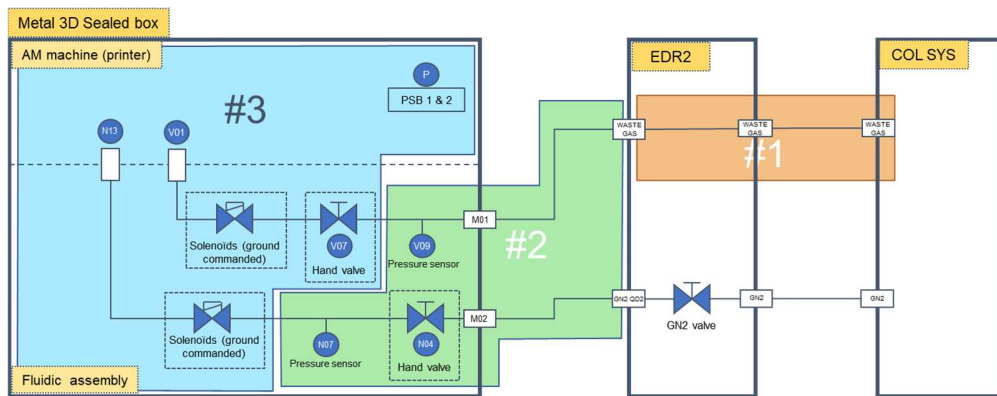 Metal 3D Sealed box
AM machine (printer)
EDR2
COL SYS
P
PSB 1 & 2
#3
N13
V01
WASTE
GAS
WASTE
GAS
WASTE
GAS
#1
M01
#2
V07
V09
Solenoïds (ground
commanded)
Hand valve
Pressure sensor
GN2 QD2
GN2
GN2
M02
GN2 valve
N07
N04
Solenoïds (ground
commanded)
Pressure sensor
Hand valve
Fluidic assembly